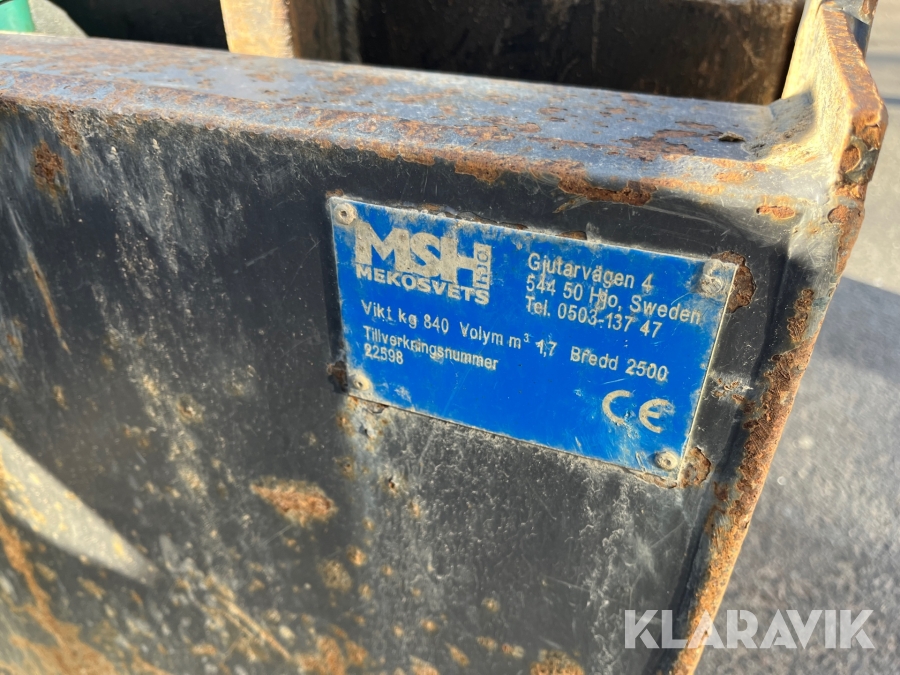 MSH
MEKOSVETS
Gjutarvägen 4
544 50 Hjo, Sweden
Tel. 0503-137 47
Vikt kg 840 Volym m³ 1,7 Bredd 2500
Tillverkningsnummer
22598
CE
KLARAVIK